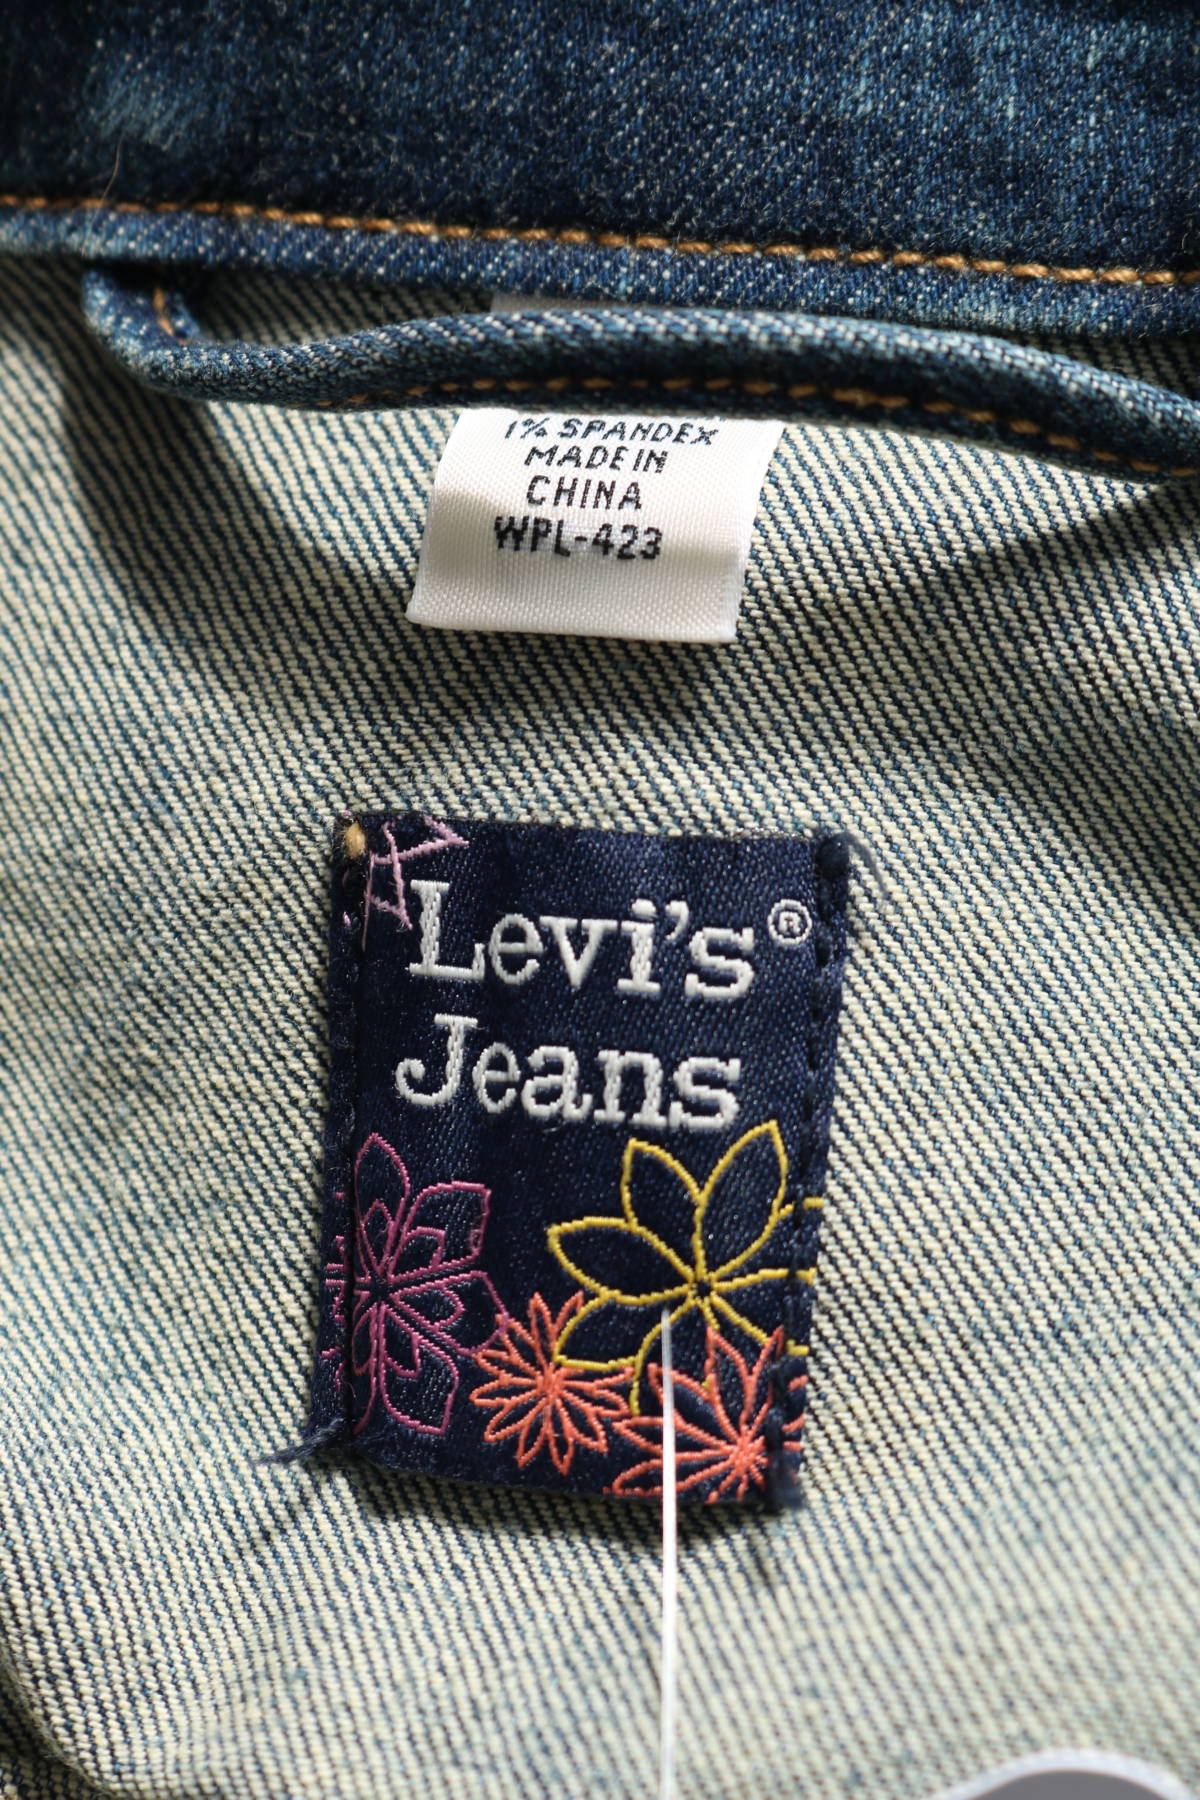 1% SPANDEX
MADE IN
CHINA
WPL-423
Levi's®
Jeans